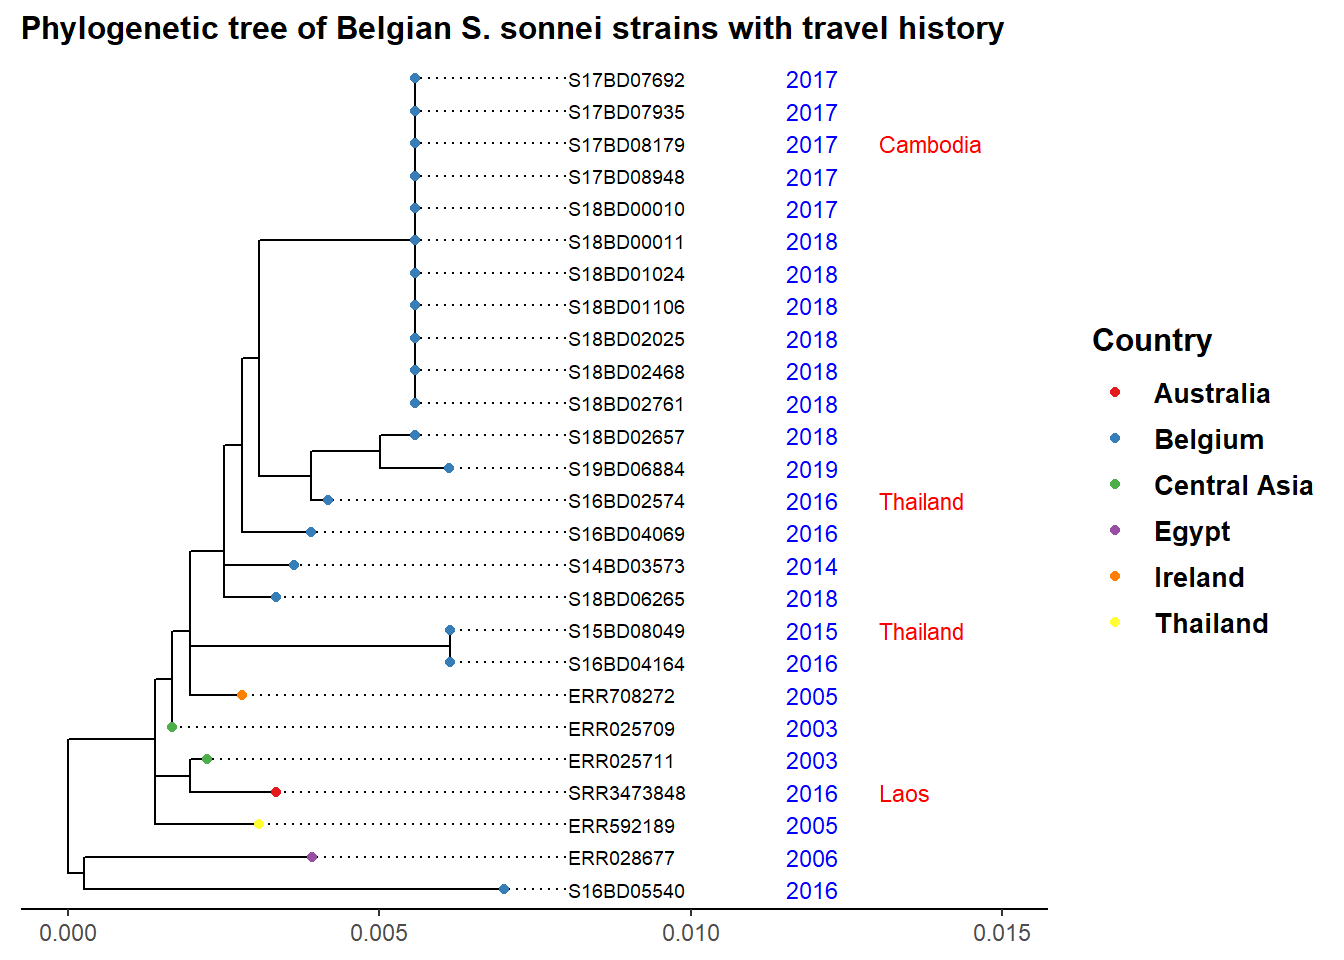 Phylogenetic tree of Belgian S. sonnei strains with travel history
S17BD07692 2017
S17BD07935 2017
S17BD08179 2017 Cambodia
S17BD08948 2017
S18BD00010 2017
S18BD00011 2018
S18BD01024 2018
S18BD01106 2018
S18BD02025 2018
S18BD02468 2018
S18BD02761 2018
S18BD02657 2018
S19BD06884 2019
S16BD02574 2016 Thailand
S16BD04069 2016
S14BD03573 2014
S18BD06265 2018
S15BD08049 2015 Thailand
S16BD04164 2016
ERR708272 2005
ERR025709 2003
ERR025711 2003
SRR3473848 2016 Laos
ERR592189 2005
ERR028677 2006
S16BD05540 2016
0.000 0.005 0.010 0.015
Country
Australia
Belgium
Central Asia
Egypt
Ireland
Thailand